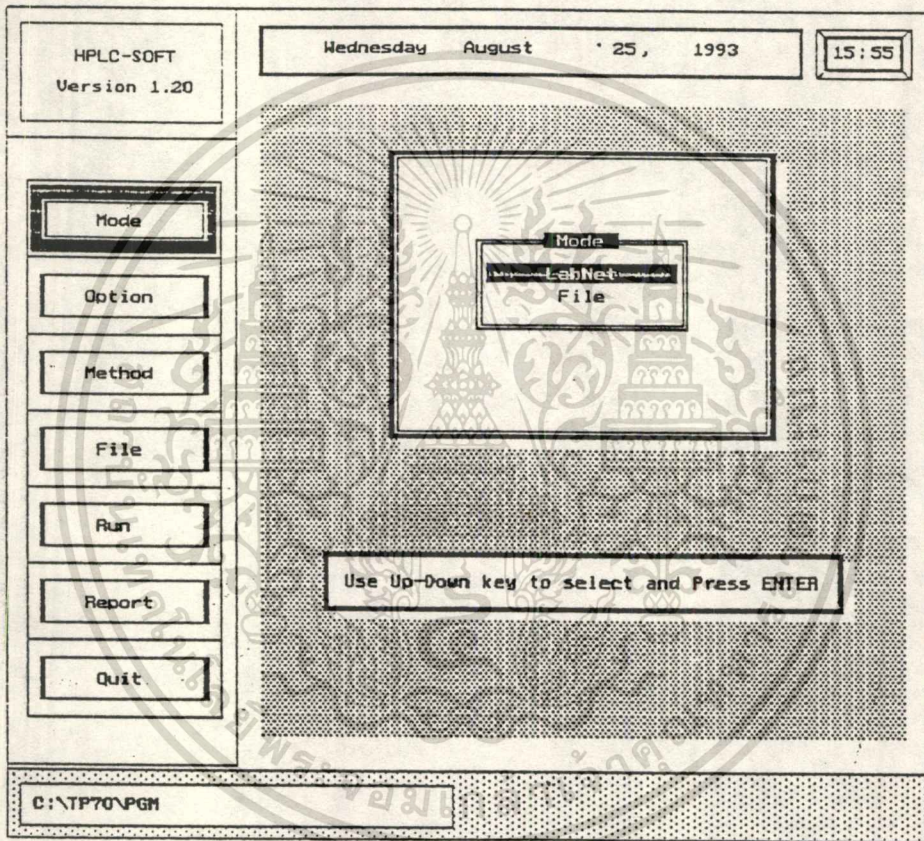 HPLC-SOFT
Version 1.20
Wednesday August 25, 1993
15:55
Mode
Option
Method
File
Run
Report
Quit
Mode
LabNet
File
Use Up-Down key to select and Press ENTER
C:\TP70\PGM